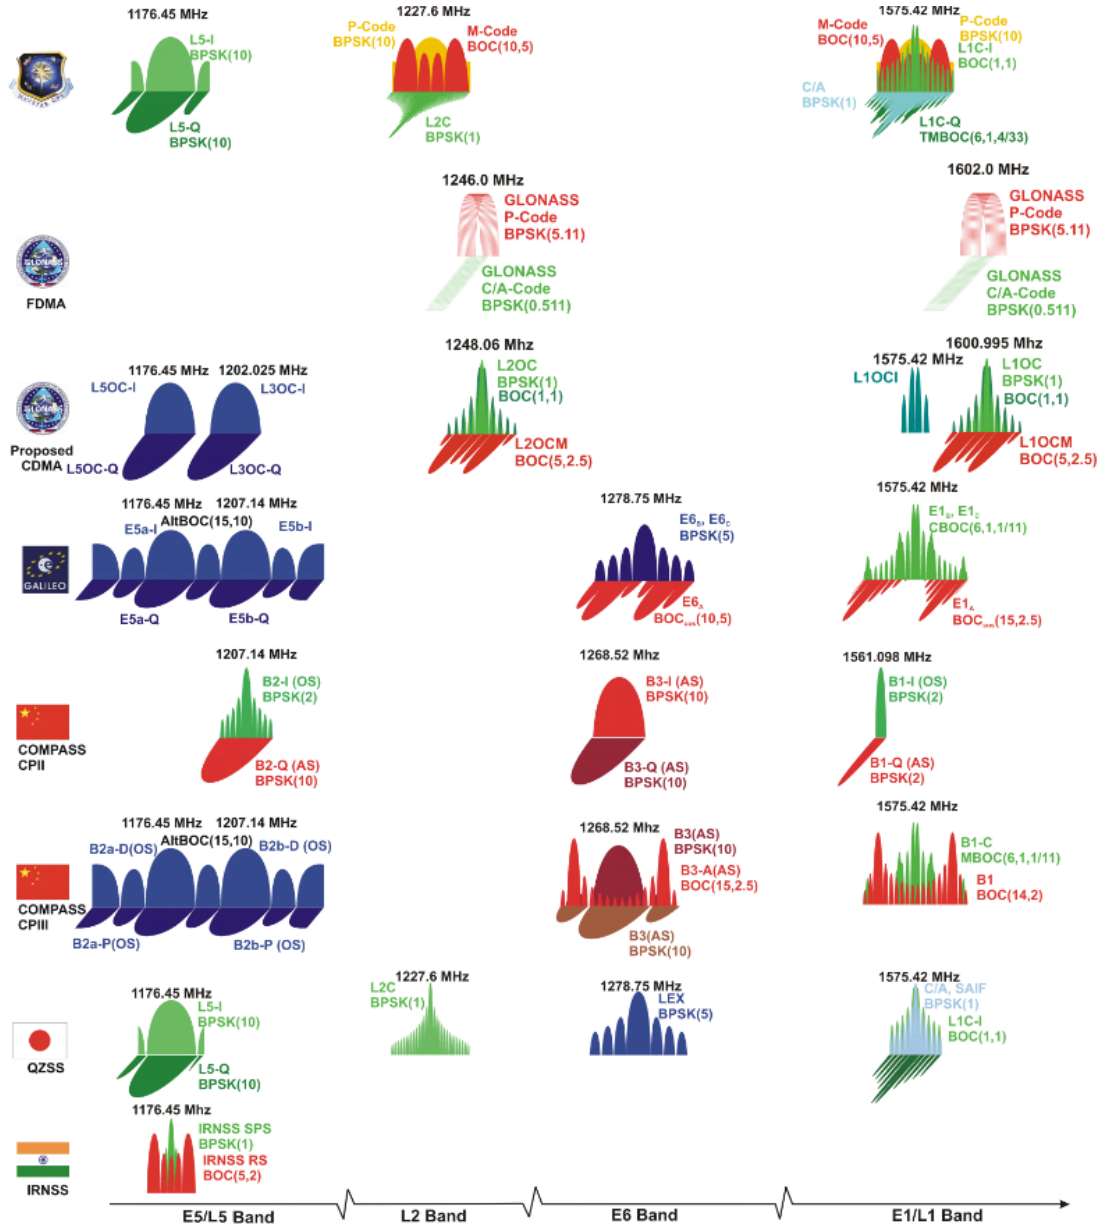 1176.45 MHz
L5-I
BPSK(10)
L5-Q
BPSK(10)
1227.6 MHz
P-Code
BPSK(10)
M-Code
BOC(10,5)
L2C
BPSK(1)
1575.42 MHz
M-Code
BOC(10,5)
P-Code
BPSK(10)
L1C-I
BOC(1,1)
C/A
BPSK(1)
L1C-Q
TMBOC(6,1,4/33)
GLONASS
FDMA
1246.0 MHz
GLONASS
P-Code
BPSK(5.11)
GLONASS
C/A-Code
BPSK(0.511)
1602.0 MHz
GLONASS
P-Code
BPSK(5.11)
GLONASS
C/A-Code
BPSK(0.511)
GLONASS
Proposed
CDMA
1176.45 MHz
L5OC-I
L5OC-Q
1202.025 MHz
L3OC-I
L3OC-Q
1248.06 Mhz
L2OC
BPSK(1)
BOC(1,1)
L2OCM
BOC(5,2.5)
1575.42 MHz
L1OCI
1600.995 Mhz
L1OC
BPSK(1)
BOC(1,1)
L1OCM
BOC(5,2.5)
GALILEO
1176.45 MHz
1207.14 MHz
AltBOC(15,10)
E5a-I
E5b-I
E5a-Q
E5b-Q
1278.75 MHz
E6B, E6C
BPSK(5)
E6A
BOCcos(10,5)
1575.42 MHz
E1B, E1C
CBOC(6,1,1/11)
E1A
BOCcos(15,2.5)
COMPASS
CPII
1207.14 MHz
B2-I (OS)
BPSK(2)
B2-Q (AS)
BPSK(10)
1268.52 Mhz
B3-I (AS)
BPSK(10)
B3-Q (AS)
BPSK(10)
1561.098 MHz
B1-I (OS)
BPSK(2)
B1-Q (AS)
BPSK(2)
COMPASS
CPIII
1176.45 MHz
1207.14 MHz
AltBOC(15,10)
B2a-D(OS)
B2b-D (OS)
B2a-P(OS)
B2b-P (OS)
1268.52 Mhz
B3(AS)
BPSK(10)
B3-A(AS)
BOC(15,2.5)
B3(AS)
BPSK(10)
1575.42 MHz
B1-C
MBOC(6,1,1/11)
B1
BOC(14,2)
QZSS
1176.45 MHz
L5-I
BPSK(10)
L5-Q
BPSK(10)
1227.6 MHz
L2C
BPSK(1)
1278.75 MHz
LEX
BPSK(5)
1575.42 MHz
C/A, SAIF
BPSK(1)
L1C-I
BOC(1,1)
IRNSS
1176.45 Mhz
IRNSS SPS
BPSK(1)
IRNSS RS
BOC(5,2)
E5/L5 Band
L2 Band
E6 Band
E1/L1 Band